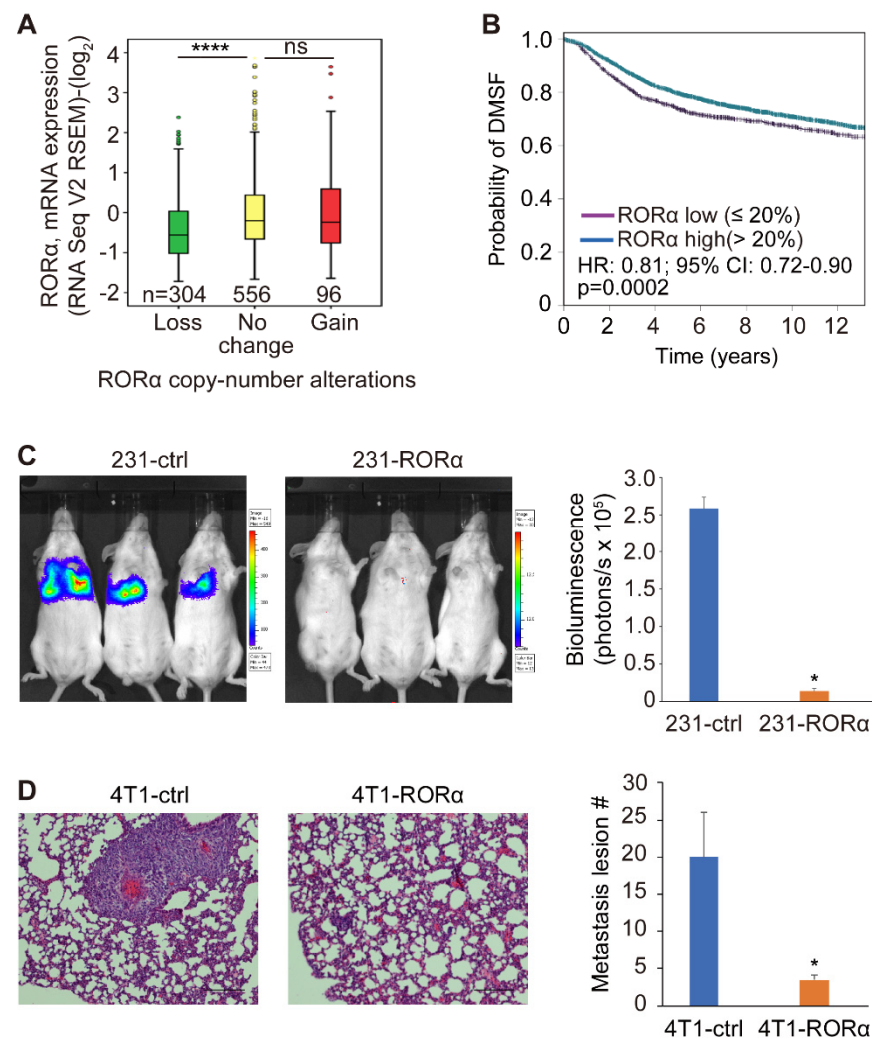 A
RORα, mRNA expression
(RNA Seq V2 RSEM)-(log2)
4
3
2
1
0
-1
-2
****
ns
n=304
556
96
Loss
No
change
Gain
RORα copy-number alterations
B
Probability of DMSF
1.0
0.8
0.6
0.4
0.2
0
RORα low (≤ 20%)
RORα high(> 20%)
HR: 0.81; 95% CI: 0.72-0.90
p=0.0002
0
2
4
6
8
10
12
Time (years)
C
231-ctrl
231-RORα
Image
Counts
Image
Bioluminescence
(photons/s x 10⁵)
3.0
2.5
2.0
1.5
1.0
0.5
0
*
231-ctrl
231-RORα
D
4T1-ctrl
4T1-RORα
Metastasis lesion #
30
25
20
15
10
5
0
*
4T1-ctrl
4T1-RORα